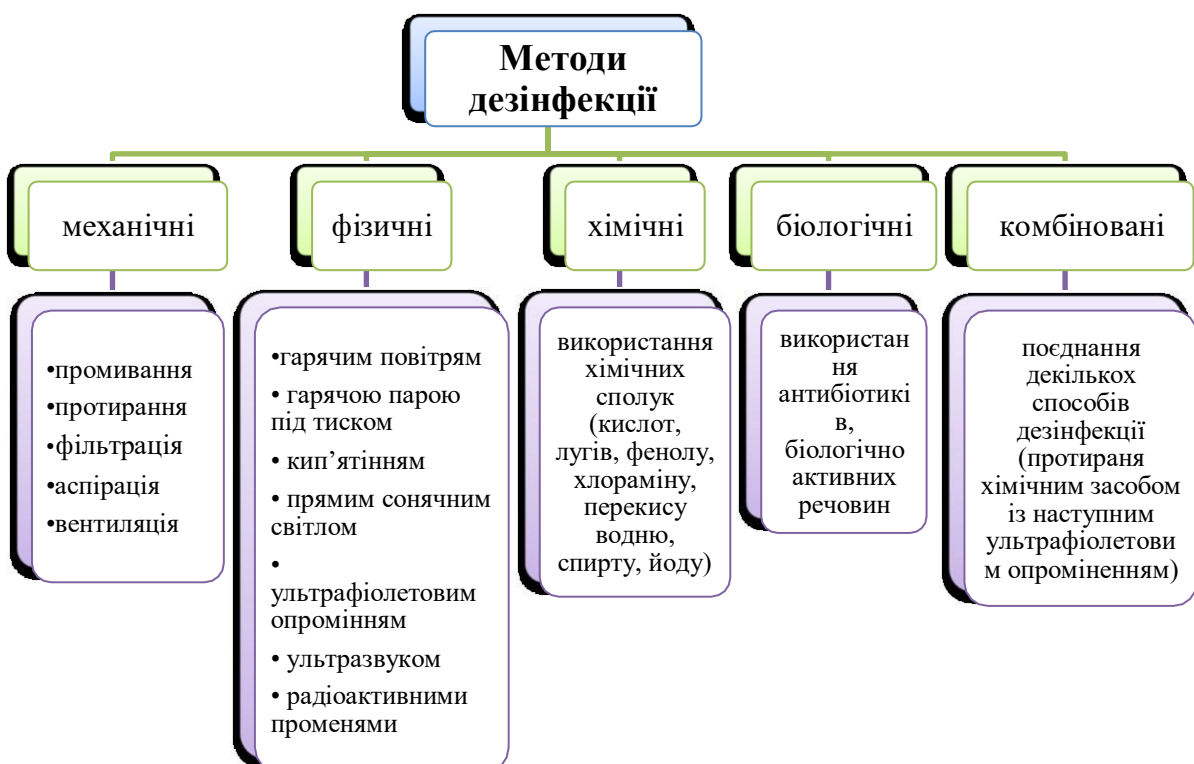 Методи
дезінфекції
механічні
фізичні
хімічні
біологічні
комбіновані
•промивання
•протирання
•фільтрація
•аспірація
•вентиляція
•гарячим повітрям
• гарячою парою
під тиском
• кип’ятінням
• прямим сонячним
світлом
•
ультрафіолетовим
опромінням
• ультразвуком
• радіоактивними
променями
використання
хімічних
сполук
(кислот,
лугів, фенолу,
хлораміну,
перекису
водню,
спирту, йоду)
використан
ня
антибіотикі
в,
біологічно
активних
речовин
поєднання
декількох
способів
дезінфекції
(протираня
хімічним засобом
із наступним
ультрафіолетови
м опроміненням)